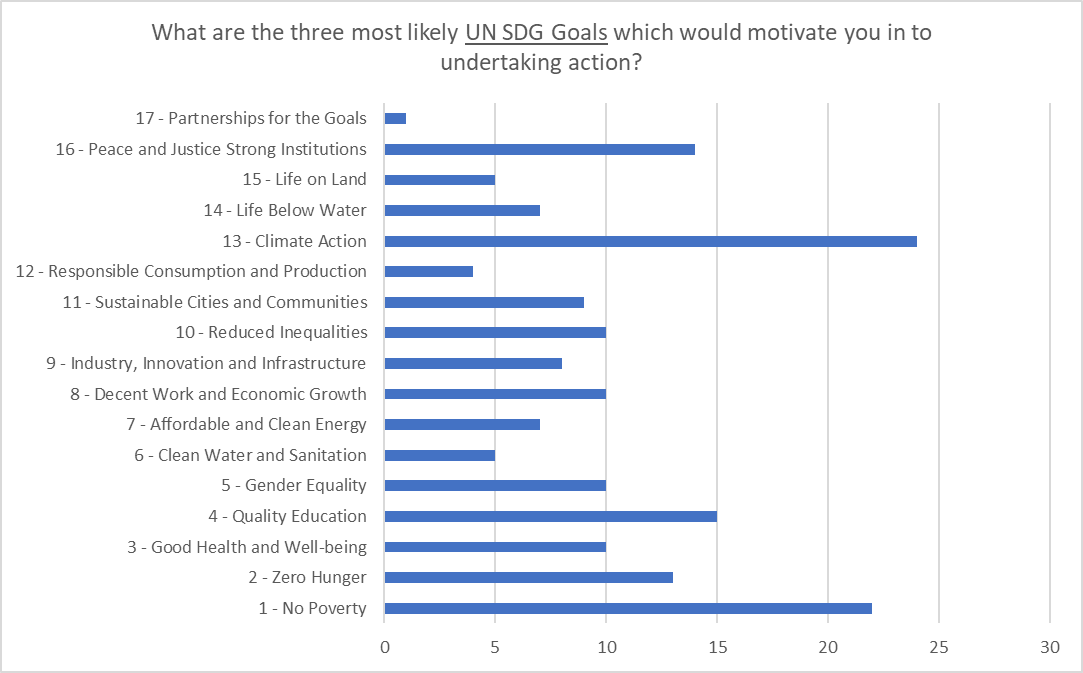 What are the three most likely UN SDG Goals which would motivate you in to
undertaking action?
17 - Partnerships for the Goals
16 - Peace and Justice Strong Institutions
15 - Life on Land
14 - Life Below Water
13 - Climate Action
12 - Responsible Consumption and Production
11 - Sustainable Cities and Communities
10 - Reduced Inequalities
9 - Industry, Innovation and Infrastructure
8 - Decent Work and Economic Growth
7 - Affordable and Clean Energy
6 - Clean Water and Sanitation
5 - Gender Equality
4 - Quality Education
3 - Good Health and Well-being
2 - Zero Hunger
1 - No Poverty
0 5 10 15 20 25 30